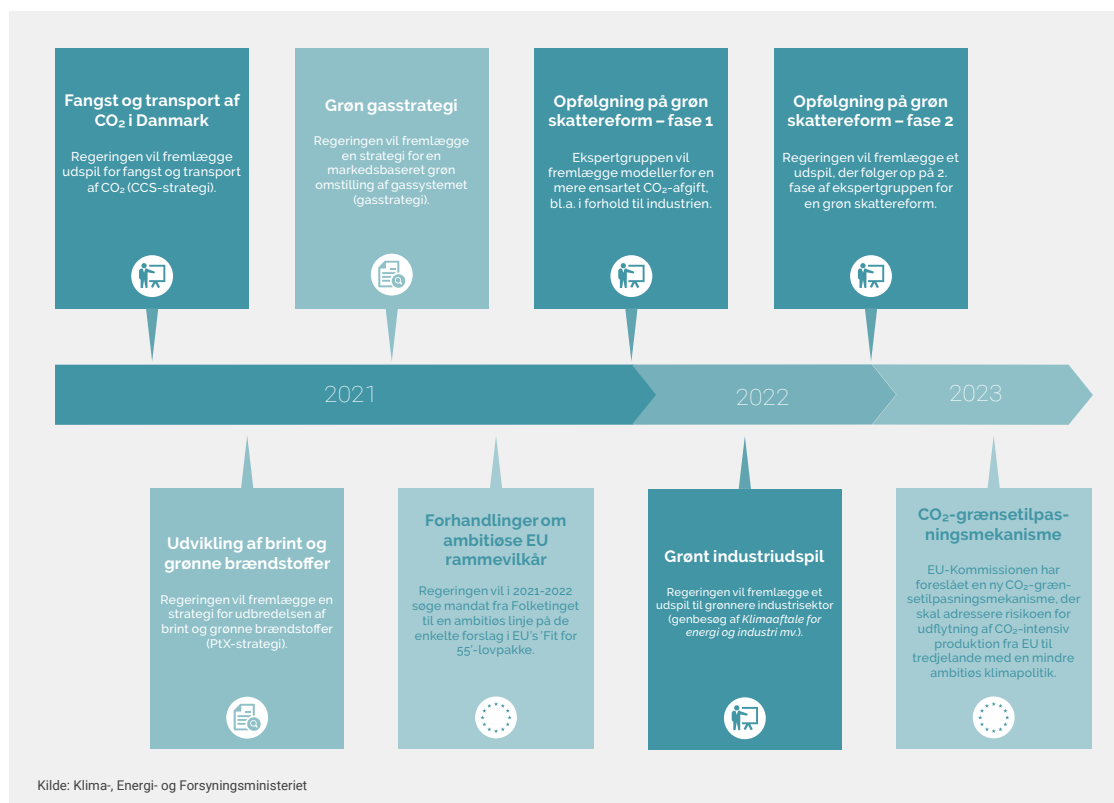 Fangst og transport af
CO₂ i Danmark
Regeringen vil fremlægge
udspil for fangst og transport
af CO₂ (CCS-strategi).
Grøn gasstrategi
Regeringen vil fremlægge
en strategi for en
markedsbaseret grøn
omstilling af gassystemet
(gasstrategi).
Opfølgning på grøn
skattereform – fase 1
Ekspertgruppen vil
fremlægge modeller for en
mere ensartet CO₂-afgift,
bl.a. i forhold til industrien.
Opfølgning på grøn
skattereform – fase 2
Regeringen vil fremlægge et
udspil, der følger op på 2.
fase af ekspertgruppen for
en grøn skattereform.
2021
2022
2023
Udvikling af brint og
grønne brændstoffer
Regeringen vil fremlægge en
strategi for udbredelsen af
brint og grønne brændstoffer
(PtX-strategi).
Forhandlinger om
ambitiøse EU
rammevilkår
Regeringen vil i 2021-2022
søge mandat fra Folketinget
til en ambitiøs linje på de
enkelte forslag i EU's 'Fit for
55'-lovpakke.
Grønt industriudspil
Regeringen vil fremlægge et
udspil til grønnere industrisektor
(genbesøg af Klimaaftale for
energi og industri mv.).
CO₂-grænsetilpas-
ningsmekanisme
EU-Kommissionen har
foreslået en ny CO₂-græn-
setilpasningsmekanisme, der
skal adressere risikoen for
udflytning af CO₂-intensiv
produktion fra EU til
tredjelande med en mindre
ambitiøs klimapolitik.
Kilde: Klima-, Energi- og Forsyningsministeriet